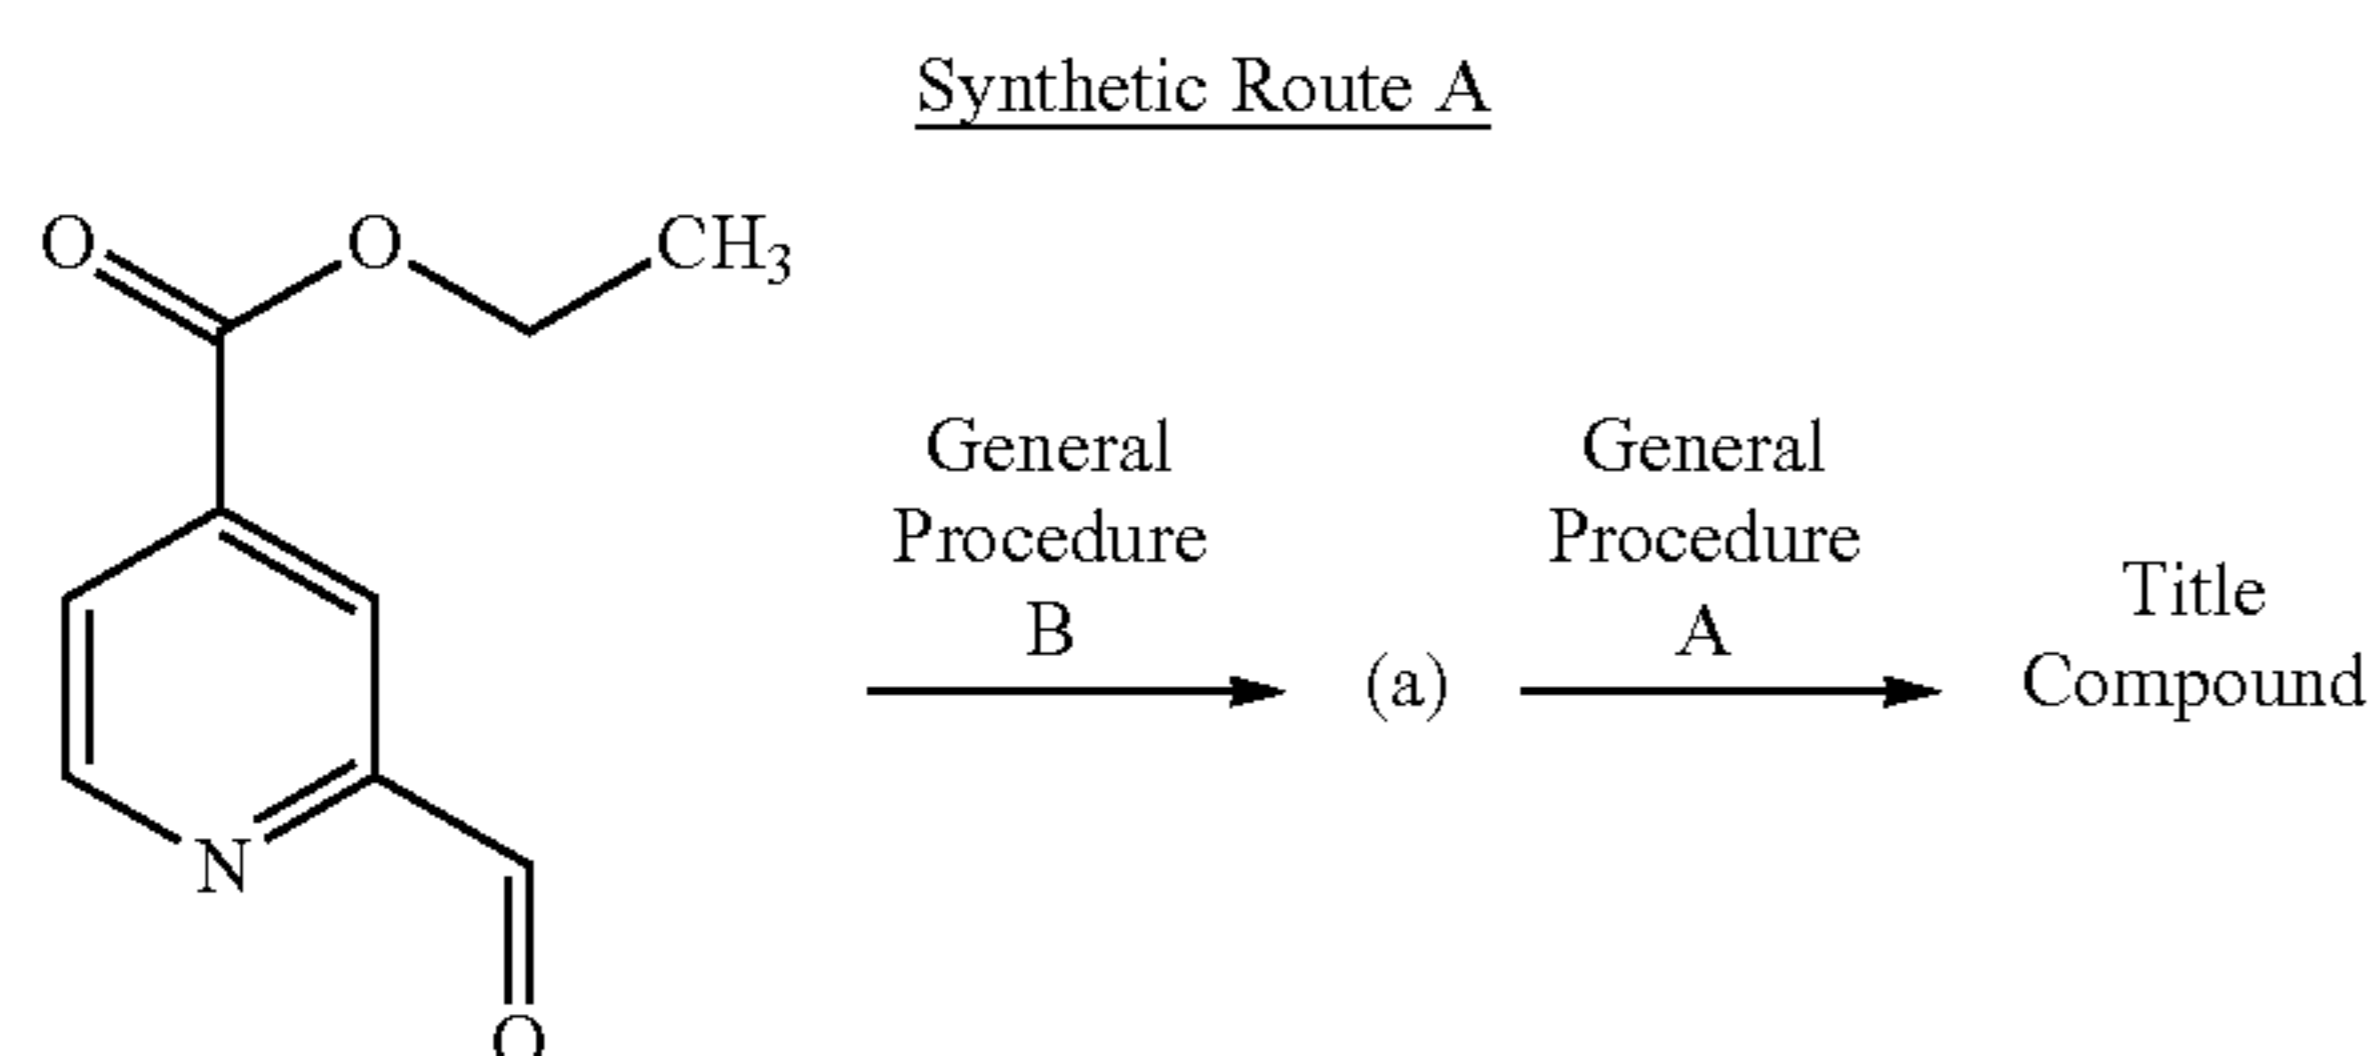 Synthetic Route A
O
O
CH3
N
O
General
Procedure
B
(a)
General
Procedure
A
Title
Compound